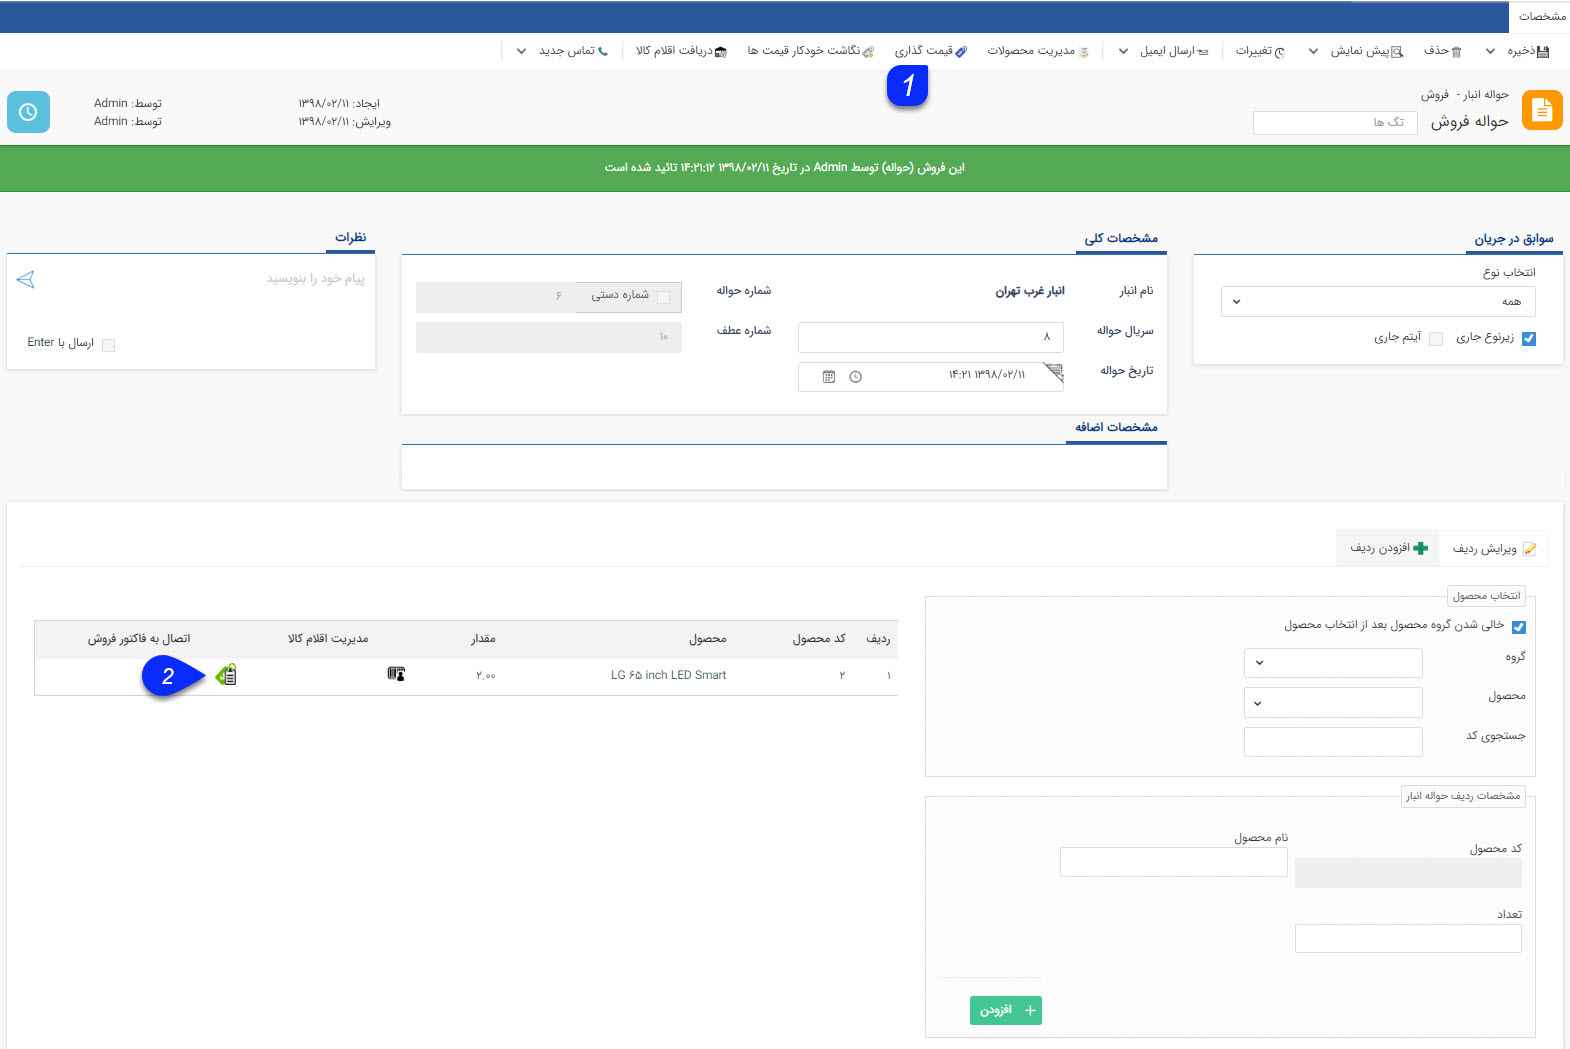 مشخصات
ذخیره
حذف
پیش نمایش
تغییرات
ارسال ایمیل
مدیریت محصولات
قیمت گذاری
نگاشت خودکار قیمت ها
دریافت اقلام کالا
تماس جدید
1
حواله انبار - فروش
حواله فروش
تگ ها
ایجاد: ۱۳۹۸/۰۲/۱۱
توسط: Admin
ویرایش: ۱۳۹۸/۰۲/۱۱
توسط: Admin
این فروش (حواله) توسط Admin در تاریخ ۱۳۹۸/۰۲/۱۱ ۱۴:۲۱:۱۲ تائید شده است
سوابق در جریان
انتخاب نوع
همه
زیرنوع جاری
آیتم جاری
مشخصات کلی
نام انبار
انبار غرب تهران
شماره حواله
شماره دستی
۶
سریال حواله
۸
شماره عطف
۱۰
تاریخ حواله
۱۳۹۸/۰۲/۱۱ ۱۴:۲۱
مشخصات اضافه
نظرات
پیام خود را بنویسید
ارسال با Enter
ویرایش ردیف
افزودن ردیف
انتخاب محصول
خالی شدن گروه محصول بعد از انتخاب محصول
گروه
محصول
جستجوی کد
مشخصات ردیف حواله انبار
کد محصول
نام محصول
تعداد
افزودن
ردیف کد محصول محصول مقدار مدیریت اقلام کالا اتصال به فاکتور فروش
۱ ۲ LG ۶۵ inch LED Smart ۲.۰۰
2